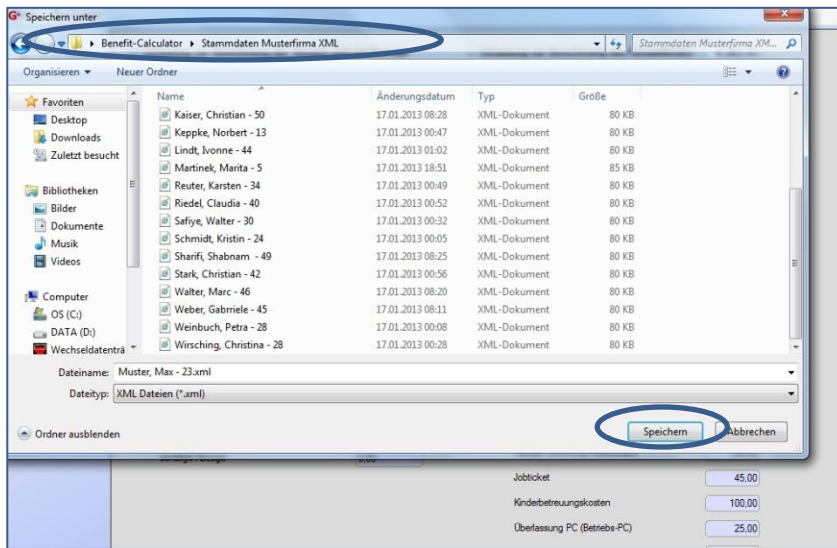 Speichern unter
Benefit-Calculator ▸ Stammdaten Musterfirma XML
Stammdaten Musterfirma XM...
Organisieren Neuer Ordner
Name Änderungsdatum Typ Größe
Favoriten
Desktop
Downloads
Zuletzt besucht
Bibliotheken
Bilder
Dokumente
Musik
Videos
Computer
OS (C:)
DATA (D:)
Wechseldatenträ
Kaiser, Christian - 50 17.01.2013 08:28 XML-Dokument 80 KB
Keppke, Norbert - 13 17.01.2013 00:47 XML-Dokument 80 KB
Lindt, Ivonne - 44 17.01.2013 01:02 XML-Dokument 80 KB
Martinek, Marita - 5 17.01.2013 18:51 XML-Dokument 85 KB
Reuter, Karsten - 34 17.01.2013 00:49 XML-Dokument 80 KB
Riedel, Claudia - 40 17.01.2013 00:52 XML-Dokument 80 KB
Safiye, Walter - 30 17.01.2013 00:32 XML-Dokument 80 KB
Schmidt, Kristin - 24 17.01.2013 00:05 XML-Dokument 80 KB
Sharifi, Shabnam - 49 17.01.2013 08:25 XML-Dokument 80 KB
Stark, Christian - 42 17.01.2013 00:56 XML-Dokument 80 KB
Walter, Marc - 46 17.01.2013 08:20 XML-Dokument 80 KB
Weber, Gabrriele - 45 17.01.2013 08:11 XML-Dokument 80 KB
Weinbuch, Petra - 28 17.01.2013 00:08 XML-Dokument 80 KB
Wirsching, Christina - 28 17.01.2013 00:28 XML-Dokument 80 KB
Dateiname: Muster, Max - 23.xml
Dateityp: XML Dateien (*.xml)
Ordner ausblenden Speichern Abbrechen
Jobticket 45,00
Kinderbetreuungskosten 100,00
Überlassung PC (Betriebs-PC) 25,00